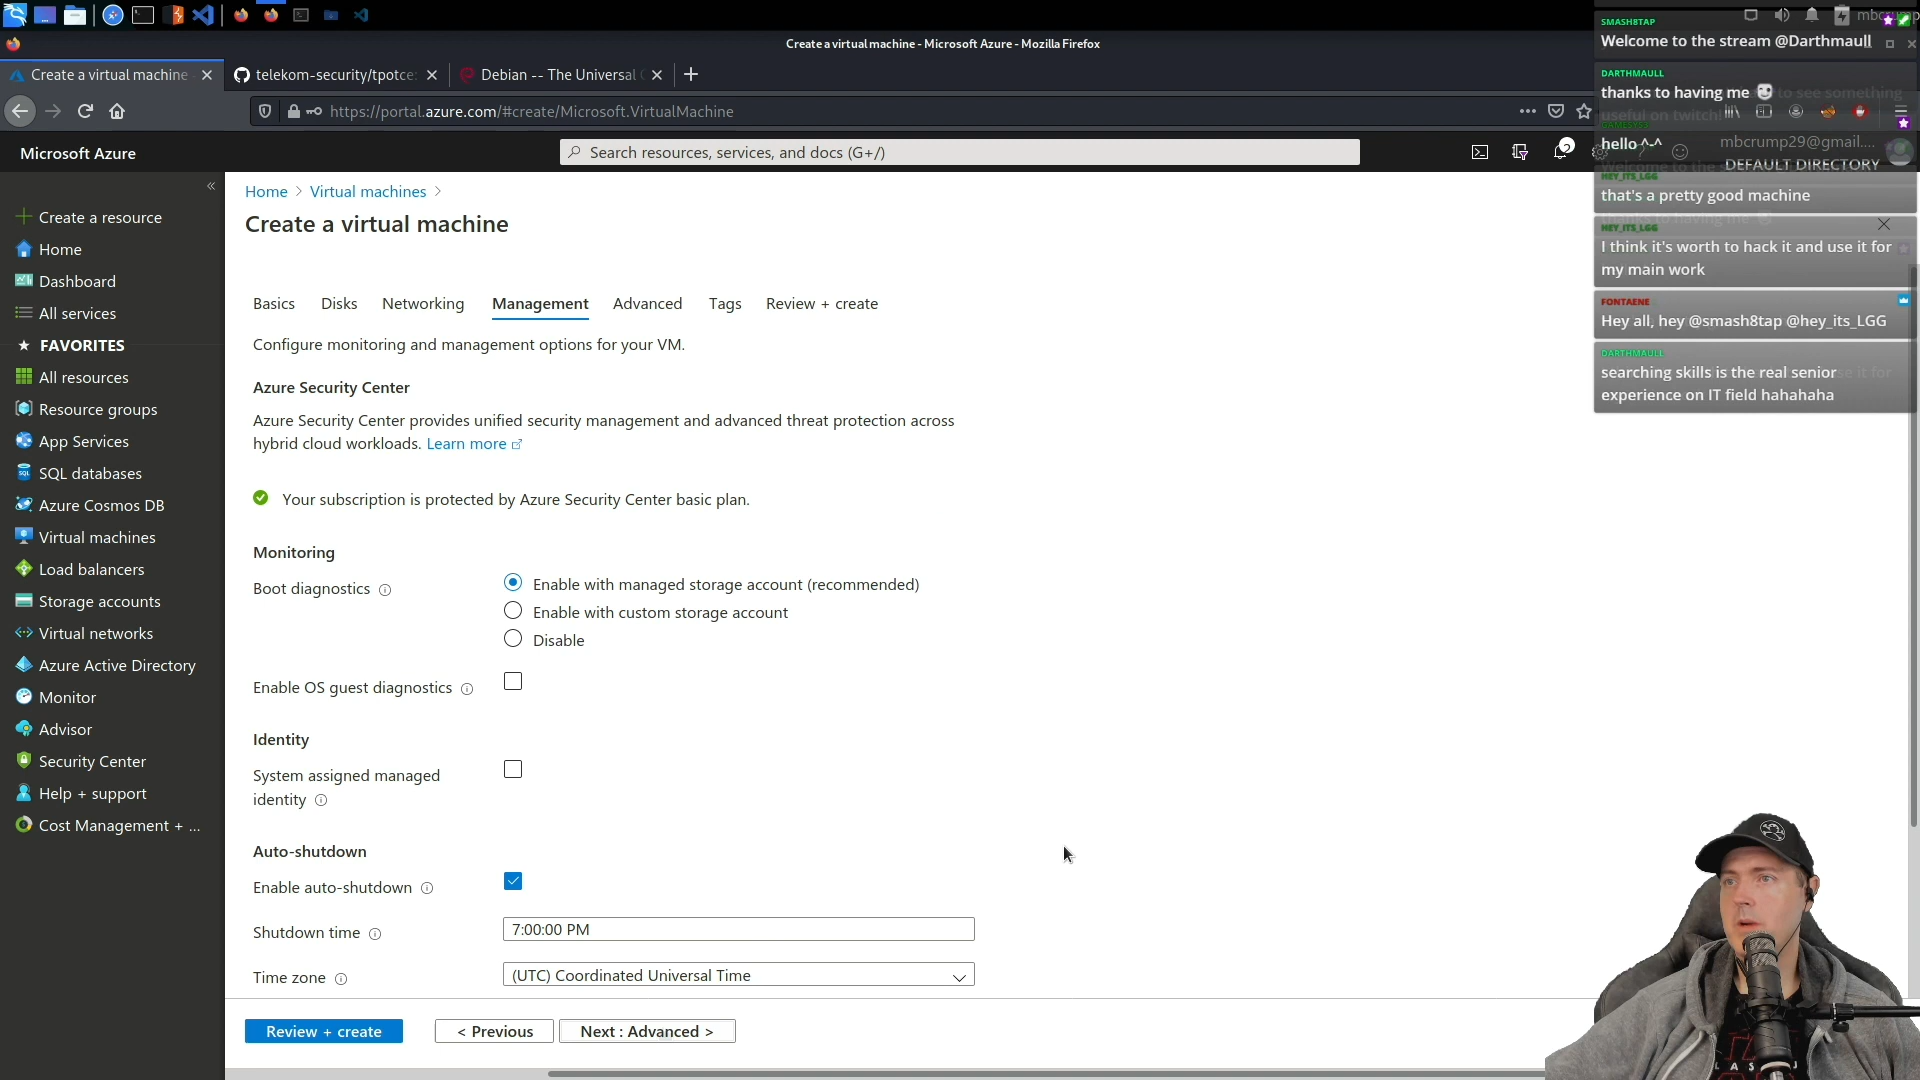 Create a virtual machine - Microsoft Azure - Mozilla Firefox
mbcrump
Create a virtual machine
telekom-security/tpotce:
Debian -- The Universal
https://portal.azure.com/#create/Microsoft.VirtualMachine
Microsoft Azure
Search resources, services, and docs (G+/)
2
mbcrump29@gmail....
DEFAULT DIRECTORY
Create a resource
Home
Dashboard
All services
FAVORITES
All resources
Resource groups
App Services
SQL databases
Azure Cosmos DB
Virtual machines
Load balancers
Storage accounts
Virtual networks
Azure Active Directory
Monitor
Advisor
Security Center
Help + support
Cost Management + ...
Home > Virtual machines >
Create a virtual machine
Basics Disks Networking Management Advanced Tags Review + create
Configure monitoring and management options for your VM.
Azure Security Center
Azure Security Center provides unified security management and advanced threat protection across
hybrid cloud workloads. Learn more
Your subscription is protected by Azure Security Center basic plan.
Monitoring
Boot diagnostics
Enable with managed storage account (recommended)
Enable with custom storage account
Disable
Enable OS guest diagnostics
Identity
System assigned managed
identity
Auto-shutdown
Enable auto-shutdown
Shutdown time
7:00:00 PM
Time zone
(UTC) Coordinated Universal Time
Review + create
< Previous
Next : Advanced >
SMASH8TAP
Welcome to the stream @Darthmaull
DARTHMAULL
thanks to having me
to see something
useful on twitch!
hello ^-^
HEY_ITS_LGG
that's a pretty good machine
HEY_ITS_LGG
I think it's worth to hack it and use it for
my main work
FONTAENE
Hey all, hey @smash8tap @hey_its_LGG
DARTHMAULL
searching skills is the real senior
experience on IT field hahahaha